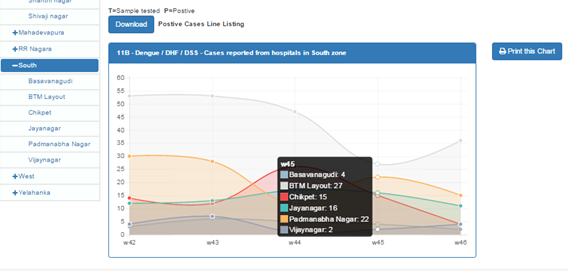 Shanthi nagar
Shivaji nagar
+Mahadevapura
+RR Nagara
−South
Basavanagudi
BTM Layout
Chikpet
Jayanagar
Padmanabha Nagar
Vijaynagar
+West
+Yelahanka
T=Sample tested P=Postive
Download Postive Cases Line Listing
11B - Dengue / DHF / DSS - Cases reported from hospitals in South zone
Print this Chart
60
55
50
45
40
35
30
25
20
15
10
5
0
w42 w43 w44 w45 w46
w45
Basavanagudi: 4
BTM Layout: 27
Chikpet: 15
Jayanagar: 16
Padmanabha Nagar: 22
Vijaynagar: 2